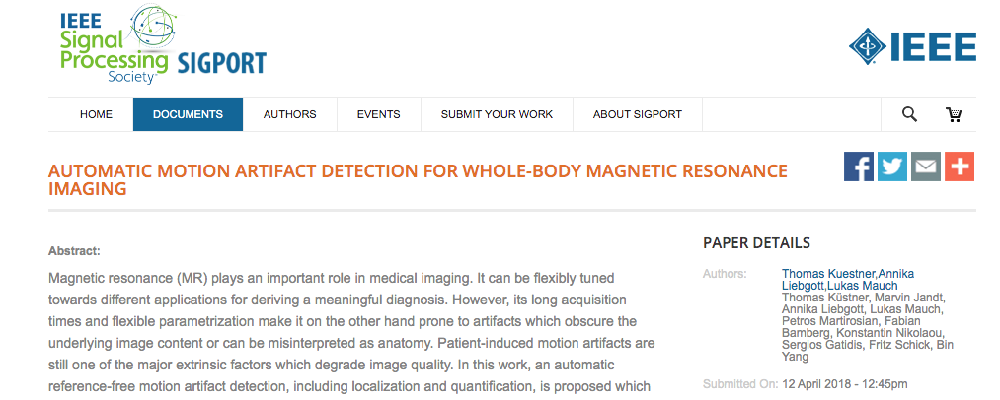 IEEE
Signal
Processing
Society™
SIGPORT
IEEE
HOME
DOCUMENTS
AUTHORS
EVENTS
SUBMIT YOUR WORK
ABOUT SIGPORT
AUTOMATIC MOTION ARTIFACT DETECTION FOR WHOLE-BODY MAGNETIC RESONANCE
IMAGING
Abstract:
Magnetic resonance (MR) plays an important role in medical imaging. It can be flexibly tuned
towards different applications for deriving a meaningful diagnosis. However, its long acquisition
times and flexible parametrization make it on the other hand prone to artifacts which obscure the
underlying image content or can be misinterpreted as anatomy. Patient-induced motion artifacts are
still one of the major extrinsic factors which degrade image quality. In this work, an automatic
reference-free motion artifact detection, including localization and quantification, is proposed which
PAPER DETAILS
Authors:
Thomas Kuestner,Annika
Liebgott,Lukas Mauch
Thomas Küstner, Marvin Jandt,
Annika Liebgott, Lukas Mauch,
Petros Martirosian, Fabian
Bamberg, Konstantin Nikolaou,
Sergios Gatidis, Fritz Schick, Bin
Yang
Submitted On: 12 April 2018 - 12:45pm